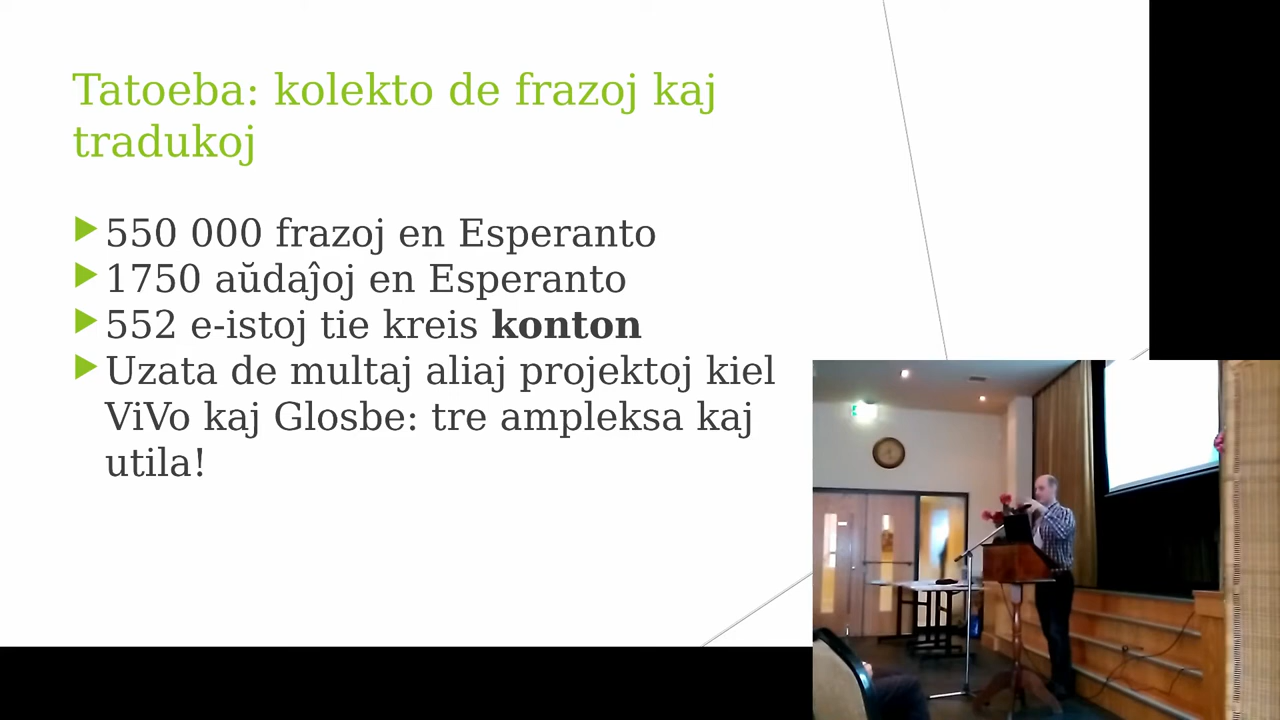 Tatoeba: kolekto de frazoj kaj
tradukoj
550 000 frazoj en Esperanto
1750 aŭdaĵoj en Esperanto
552 e-istoj tie kreis konton
Uzata de multaj aliaj projektoj kiel
ViVo kaj Glosbe: tre ampleksa kaj
utila!